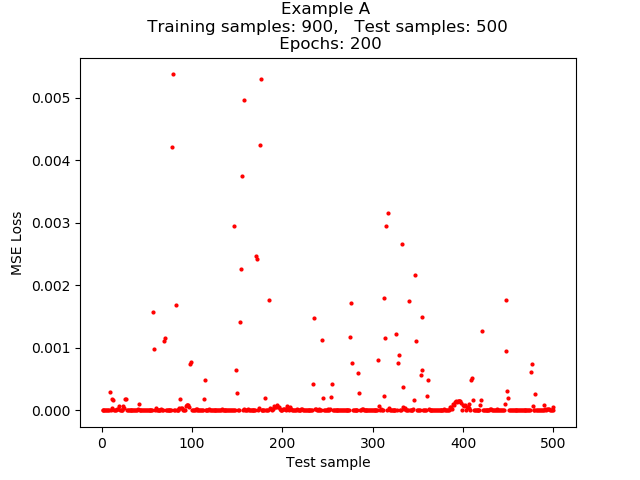 Example A
Training samples: 900,   Test samples: 500
Epochs: 200
0.005
0.004
0.003
0.002
0.001
0.000
MSE Loss
0 100 200 300 400 500
Test sample